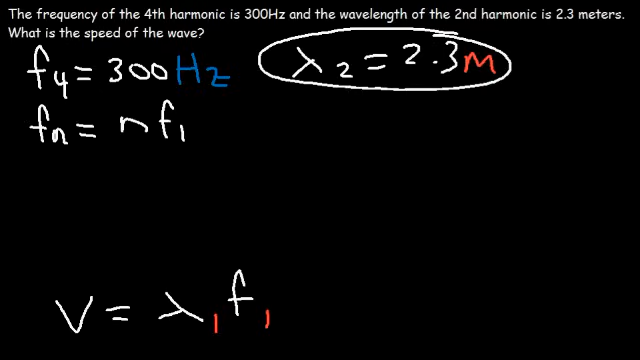 The frequency of the 4th harmonic is 300Hz and the wavelength of the 2nd harmonic is 2.3 meters.
What is the speed of the wave?
f₄ = 300 Hz
λ₂ = 2.3 M
fₙ = n f₁
V = λ₁ f₁